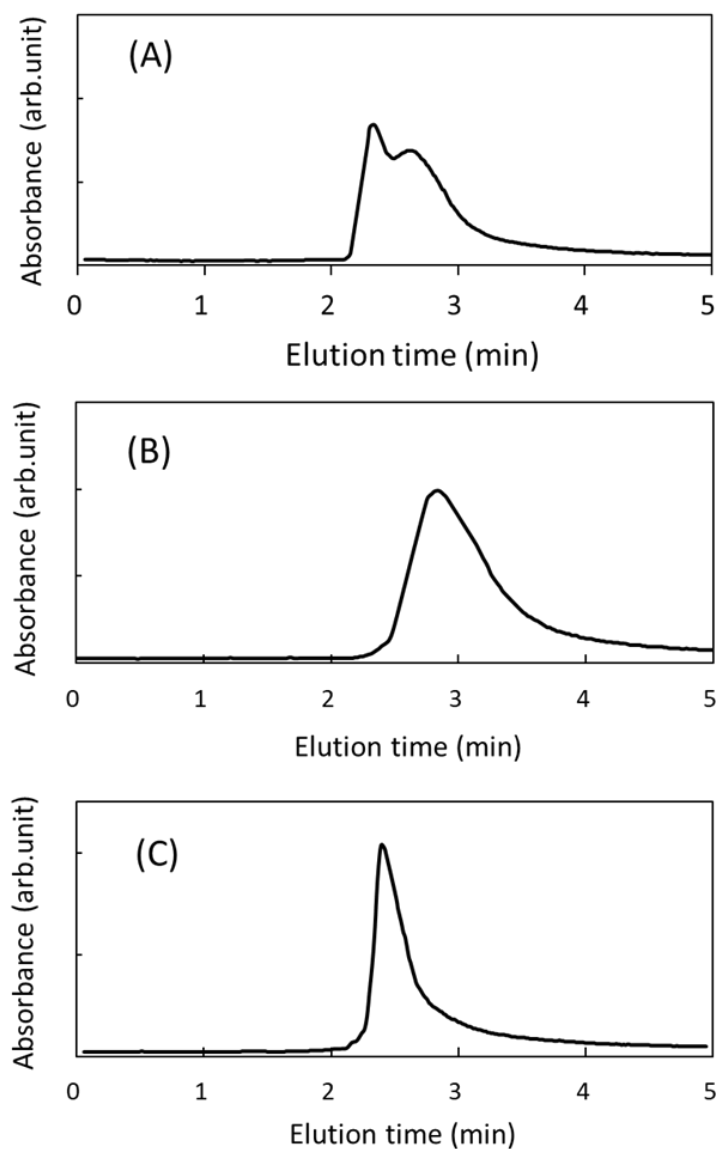 (A)
Absorbance (arb.unit)
0 1 2 3 4 5
Elution time (min)
(B)
Absorbance (arb.unit)
0 1 2 3 4 5
Elution time (min)
(C)
Absorbance (arb.unit)
0 1 2 3 4 5
Elution time (min)